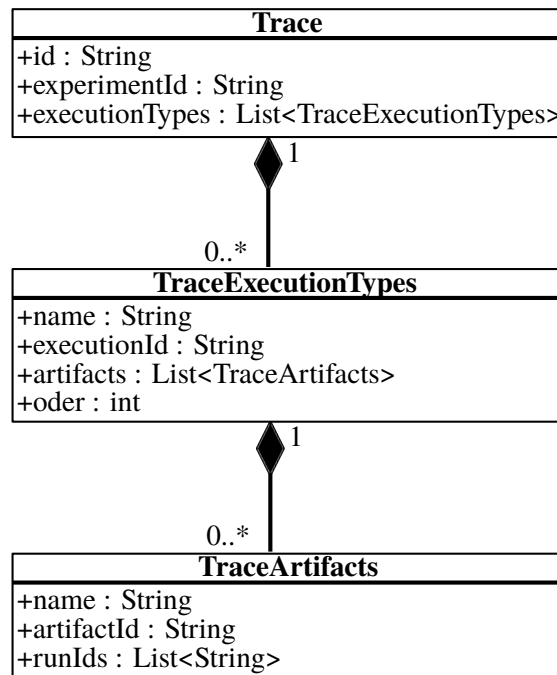 Trace
+id : String
+experimentId : String
+executionTypes : List<TraceExecutionTypes>
1
0..*
TraceExecutionTypes
+name : String
+executionId : String
+artifacts : List<TraceArtifacts>
+oder : int
1
0..*
TraceArtifacts
+name : String
+artifactId : String
+runIds : List<String>